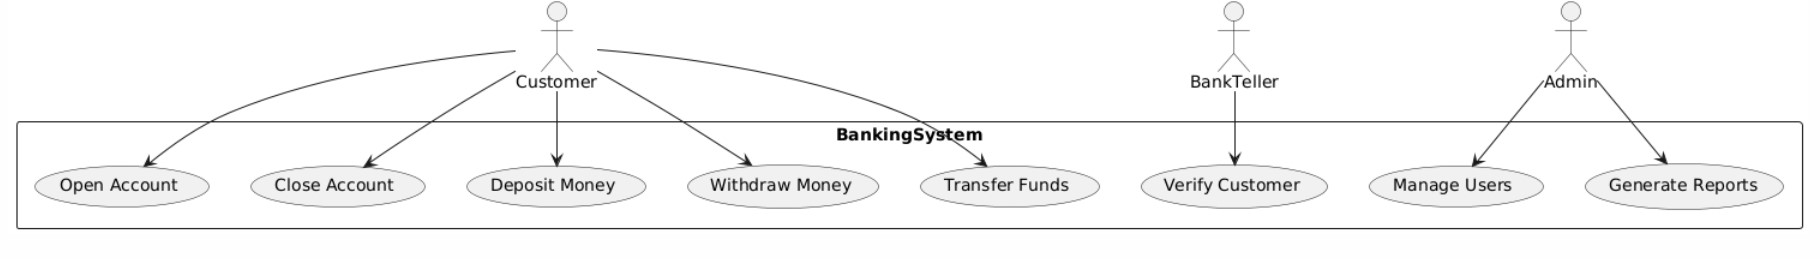 Customer
BankTeller
Admin
BankingSystem
Open Account
Close Account
Deposit Money
Withdraw Money
Transfer Funds
Verify Customer
Manage Users
Generate Reports